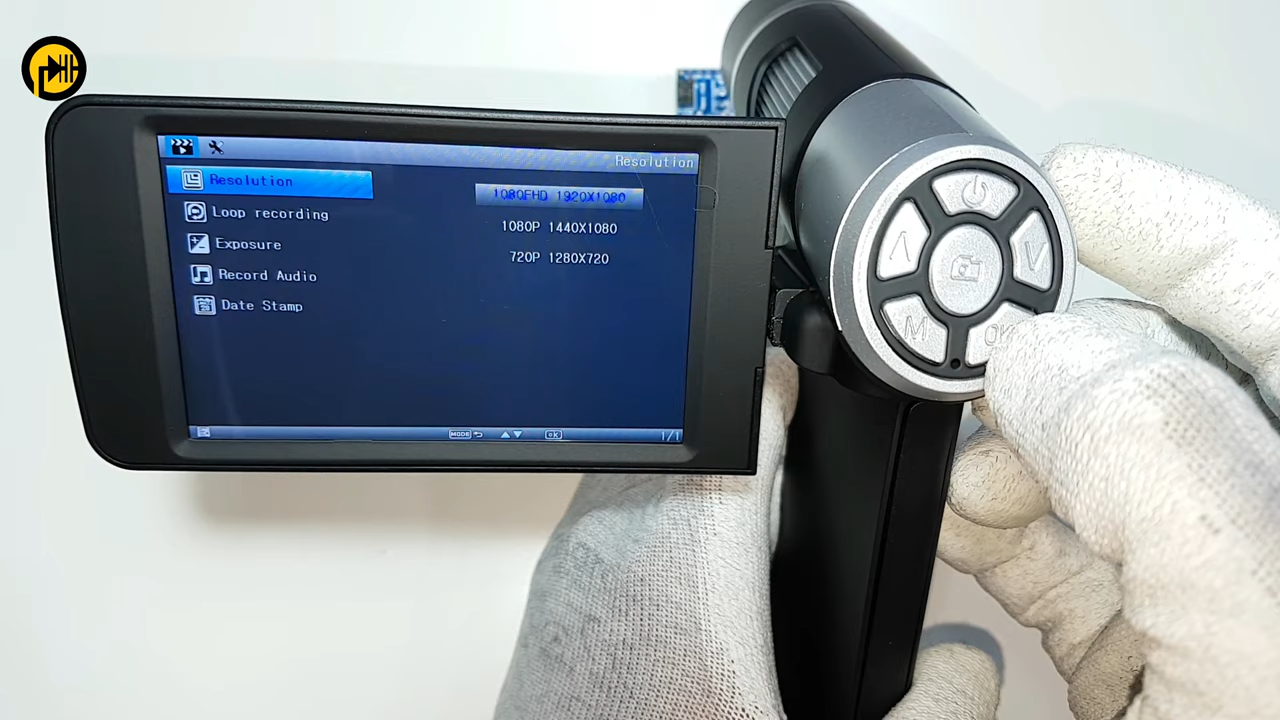 Resolution
Resolution
1080FHD 1920X1080
Loop recording
1080P 1440X1080
Exposure
720P 1280X720
Record Audio
Date Stamp
MODE
OK
1/1
M
OK